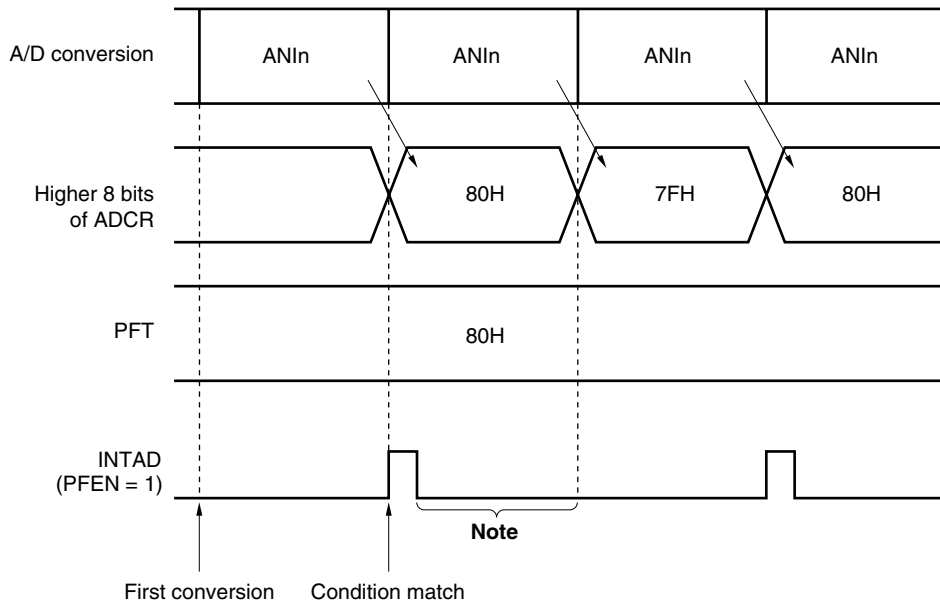 A/D conversion
ANIn
ANIn
ANIn
ANIn
Higher 8 bits
of ADCR
80H
7FH
80H
PFT
80H
INTAD
(PFEN = 1)
Note
First conversion
Condition match